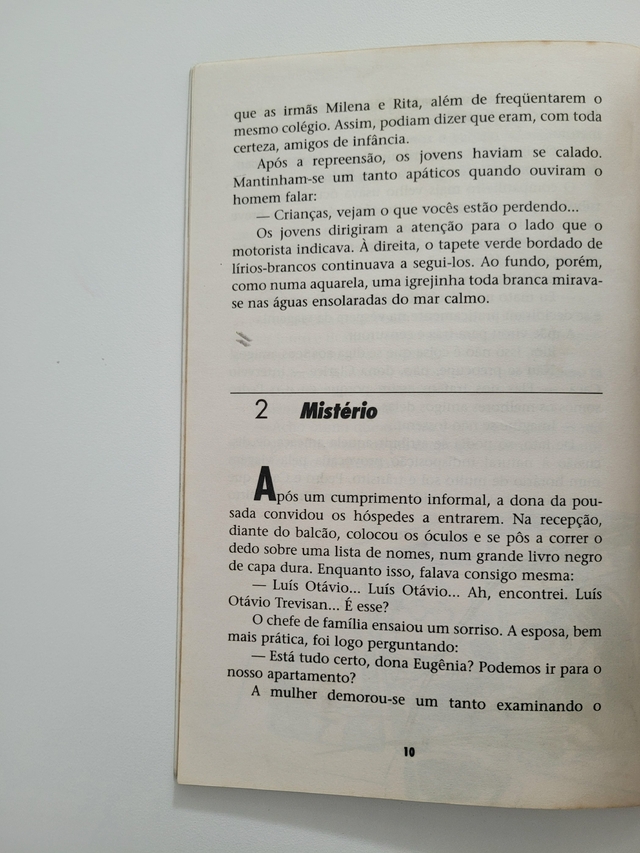 que as irmãs Milena e Rita, além de freqüentarem o
mesmo colégio. Assim, podiam dizer que eram, com toda
certeza, amigos de infância.
Após a repreensão, os jovens haviam se calado.
Mantinham-se um tanto apáticos quando ouviram o
homem falar:
— Crianças, vejam o que vocês estão perdendo...
Os jovens dirigiram a atenção para o lado que o
motorista indicava. À direita, o tapete verde bordado de
lírios-brancos continuava a segui-los. Ao fundo, porém,
como numa aquarela, uma igrejinha toda branca mirava-
se nas águas ensolaradas do mar calmo.
2 Mistério
Após um cumprimento informal, a dona da pou-
sada convidou os hóspedes a entrarem. Na recepção,
diante do balcão, colocou os óculos e se pôs a correr o
dedo sobre uma lista de nomes, num grande livro negro
de capa dura. Enquanto isso, falava consigo mesma:
— Luís Otávio... Luís Otávio... Ah, encontrei. Luís
Otávio Trevisan... É esse?
O chefe de família ensaiou um sorriso. A esposa, bem
mais prática, foi logo perguntando:
— Está tudo certo, dona Eugênia? Podemos ir para o
nosso apartamento?
A mulher demorou-se um tanto examinando o
10